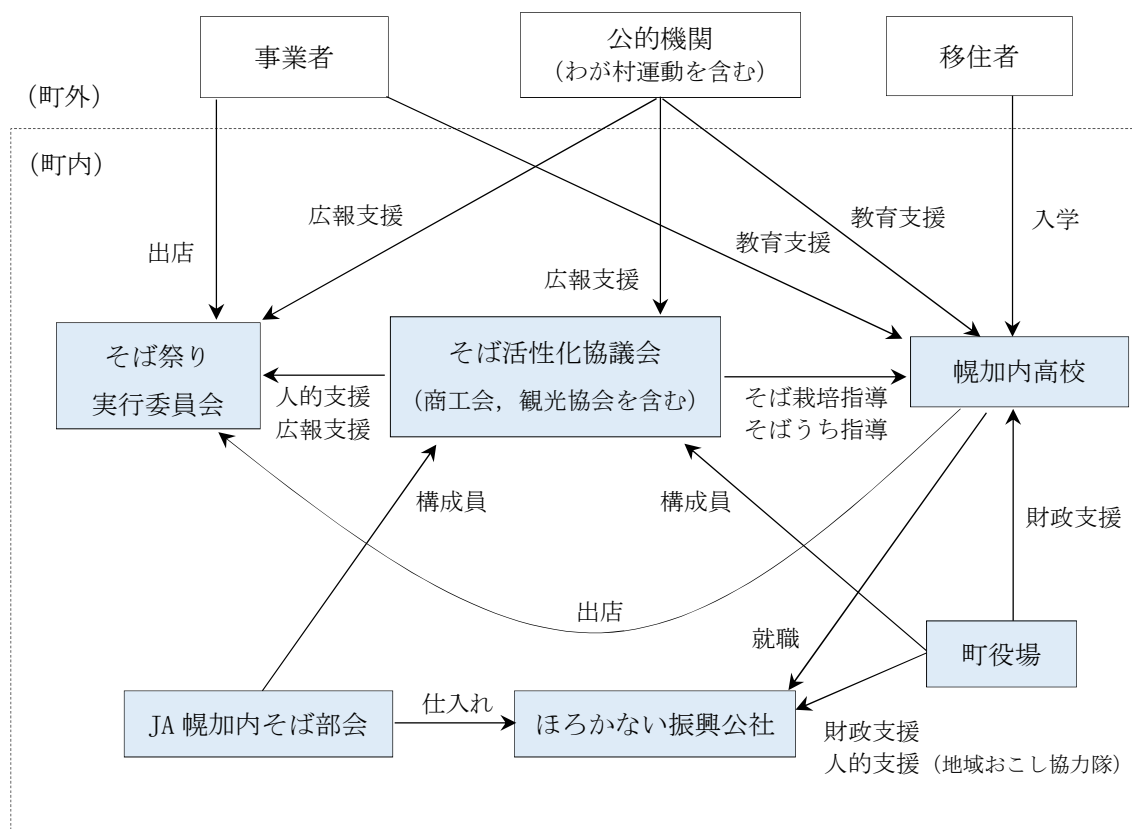 事業者
公的機関
（わが村運動を含む）
移住者
（町外）
（町内）
広報支援
教育支援
入学
出店
教育支援
広報支援
そば祭り
実行委員会
そば活性化協議会
（商工会，観光協会を含む）
幌加内高校
人的支援
広報支援
そば栽培指導
そばうち指導
構成員
構成員
財政支援
出店
就職
町役場
JA 幌加内そば部会
仕入れ
ほろかない振興公社
財政支援
人的支援（地域おこし協力隊）